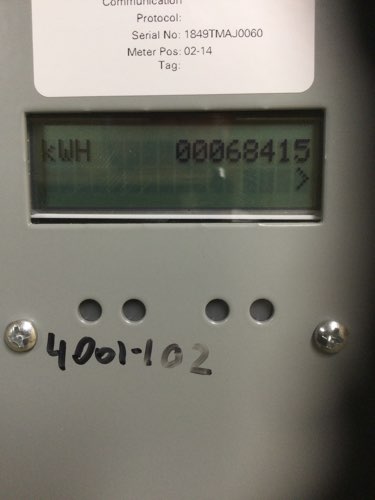 Communication
Protocol:
Serial No: 1849TMAJ0060
Meter Pos: 02-14
Tag:
kWH 00068415
>
4001-102